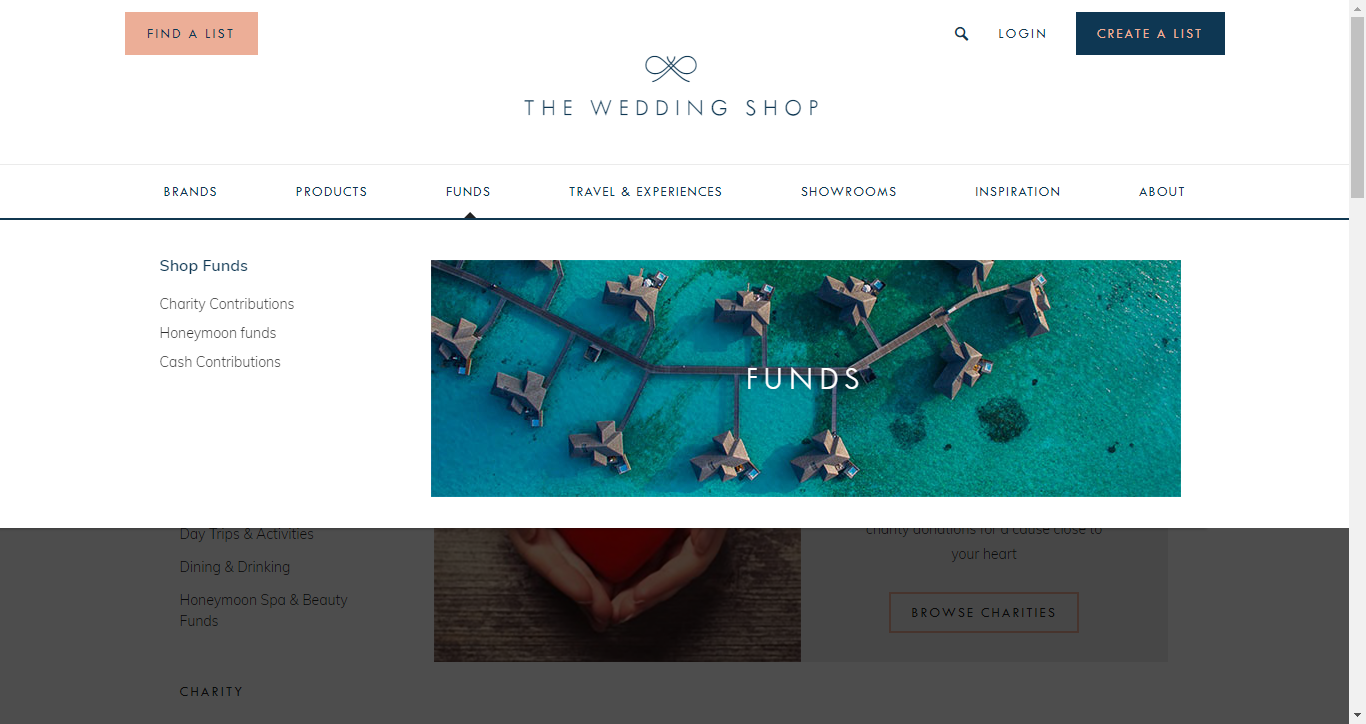 FIND A LIST
LOGIN
CREATE A LIST
THE WEDDING SHOP
BRANDS
PRODUCTS
FUNDS
TRAVEL & EXPERIENCES
SHOWROOMS
INSPIRATION
ABOUT
Shop Funds
Charity Contributions
Honeymoon funds
Cash Contributions
FUNDS
Day Trips & Activities
Dining & Drinking
Honeymoon Spa & Beauty
Funds
CHARITY
charity donations for a cause close to
your heart
BROWSE CHARITIES